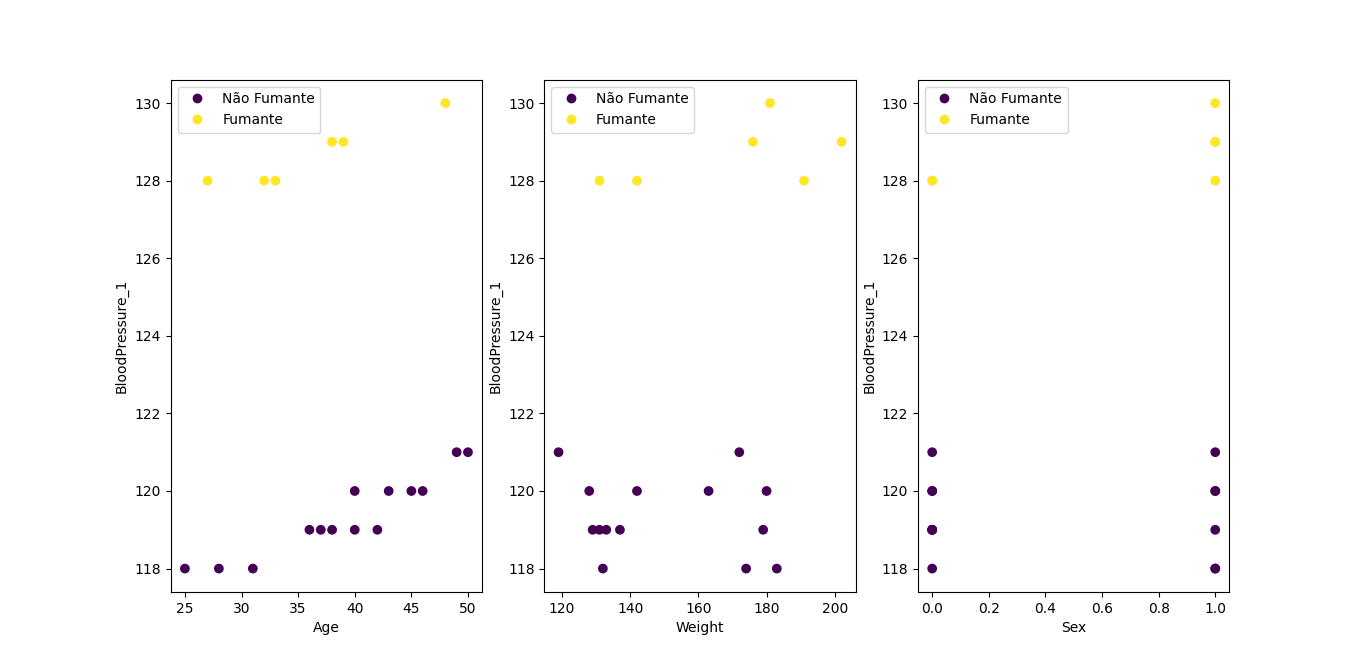 Não Fumante
Fumante
130
128
126
124
122
120
118
BloodPressure_1
25 30 35 40 45 50
Age
Não Fumante
Fumante
130
128
126
124
122
120
118
BloodPressure_1
120 140 160 180 200
Weight
Não Fumante
Fumante
130
128
126
124
122
120
118
BloodPressure_1
0.0 0.2 0.4 0.6 0.8 1.0
Sex